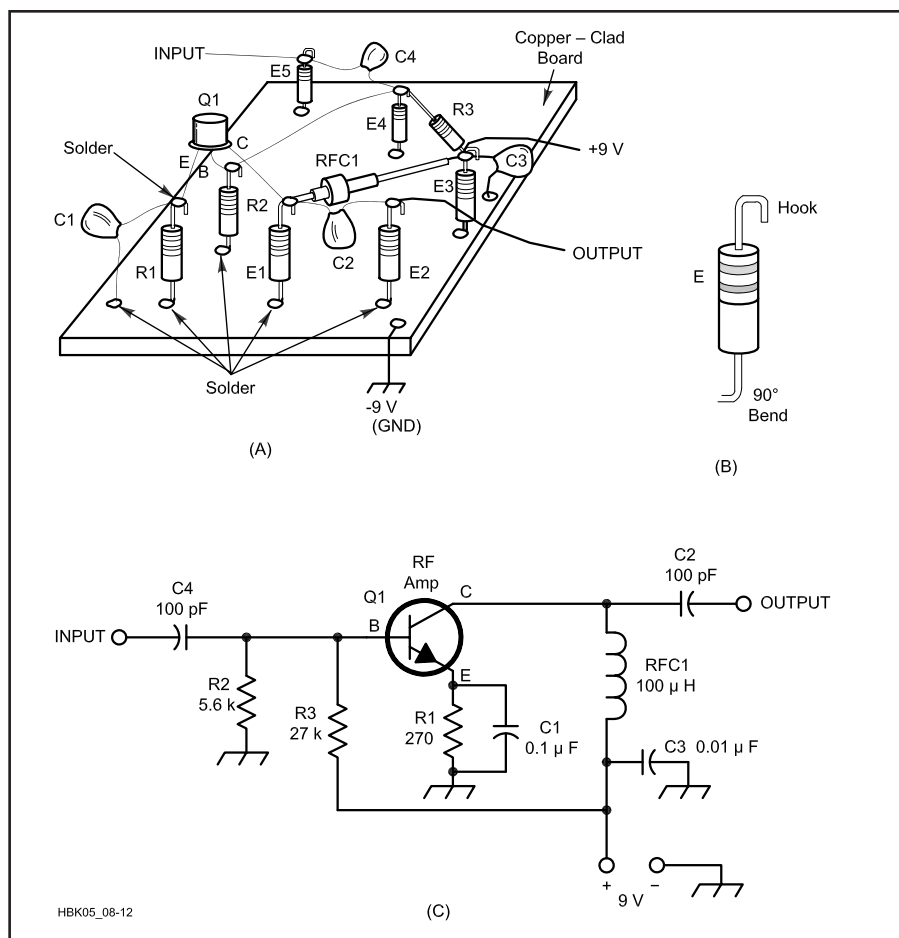 Copper – Clad
Board
INPUT
C4
E5
Q1
E4
R3
+9 V
Solder
E
B
C
RFC1
C3
C1
R2
E3
C2
OUTPUT
R1
E1
E2
Solder
-9 V
(GND)
(A)
Hook
E
90°
Bend
(B)
RF
Amp
C4
100 pF
Q1
C
C2
100 pF
INPUT
B
OUTPUT
E
R2
5.6 k
R3
27 k
R1
270
C1
0.1 µ F
RFC1
100 µ H
C3 0.01 µ F
+ –
9 V
HBK05_08-12
(C)